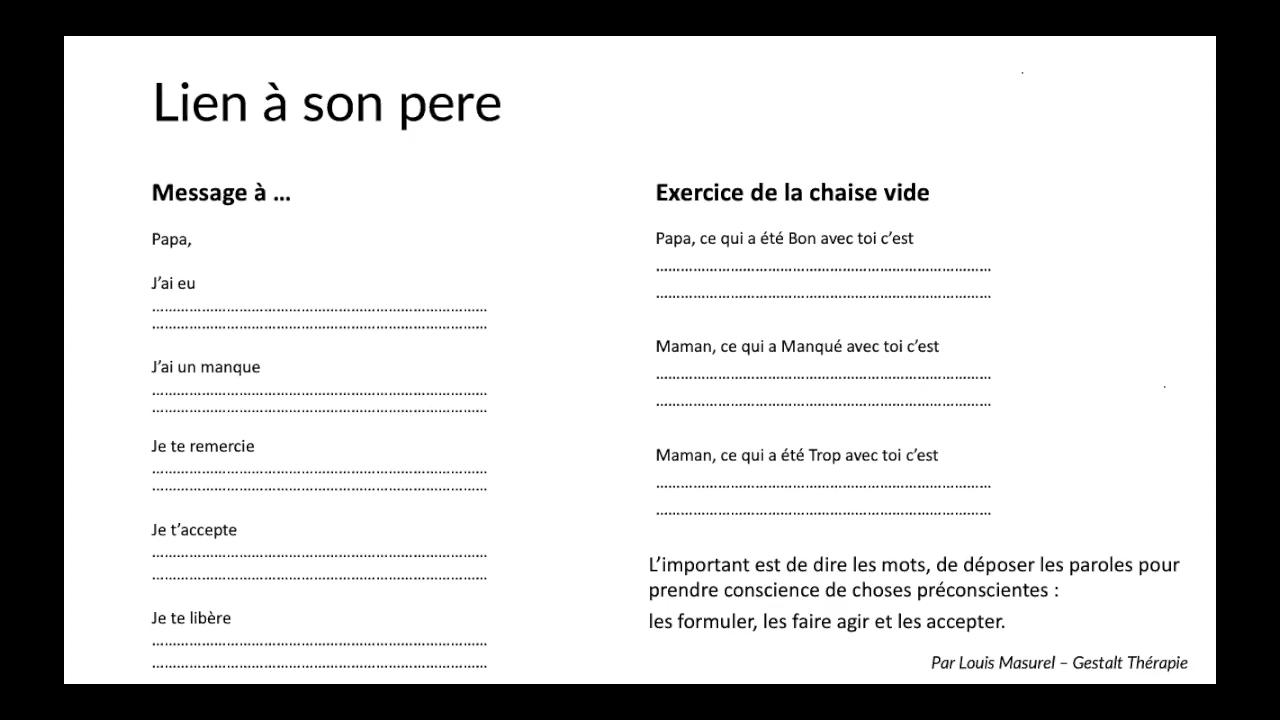 Lien à son pere
Message à ...
Papa,
J’ai eu
……………………………………………………………………
……………………………………………………………………
J’ai un manque
……………………………………………………………………
……………………………………………………………………
Je te remercie
……………………………………………………………………
……………………………………………………………………
Je t’accepte
……………………………………………………………………
……………………………………………………………………
Je te libère
……………………………………………………………………
……………………………………………………………………
Exercice de la chaise vide
Papa, ce qui a été Bon avec toi c’est
……………………………………………………………………
……………………………………………………………………
Maman, ce qui a Manqué avec toi c’est
……………………………………………………………………
……………………………………………………………………
Maman, ce qui a été Trop avec toi c’est
……………………………………………………………………
……………………………………………………………………
L’important est de dire les mots, de déposer les paroles pour
prendre conscience de choses préconscientes :
les formuler, les faire agir et les accepter.
Par Louis Masurel – Gestalt Thérapie